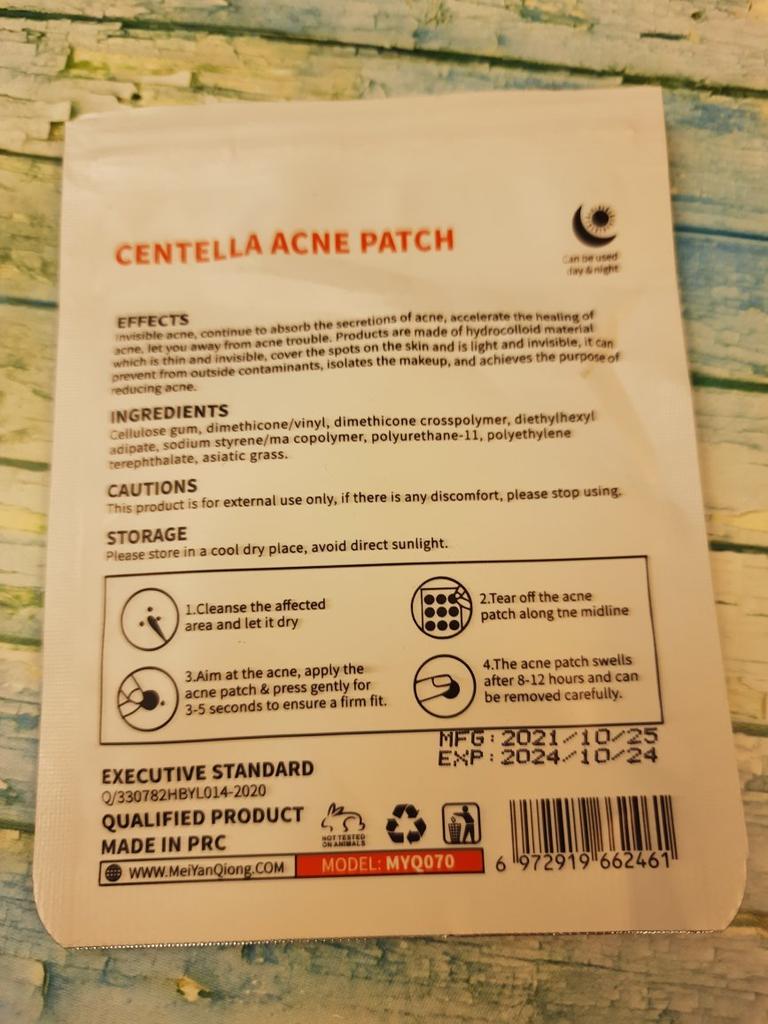 CENTELLA ACNE PATCH
Can be used
day & night
EFFECTS
Invisible acne, continue to absorb the secretions of acne, accelerate the healing of
acne, let you away from acne trouble. Products are made of hydrocolloid material
which is thin and invisible, cover the spots on the skin and is light and invisible, it can
prevent from outside contaminants, isolates the makeup, and achieves the purpose of
reducing acne.
INGREDIENTS
Cellulose gum, dimethicone/vinyl, dimethicone crosspolymer, diethylhexyl
adipate, sodium styrene/ma copolymer, polyurethane-11, polyethylene
terephthalate, asiatic grass.
CAUTIONS
This product is for external use only, if there is any discomfort, please stop using.
STORAGE
Please store in a cool dry place, avoid direct sunlight.
1.Cleanse the affected
area and let it dry
2.Tear off the acne
patch along the midline
3.Aim at the acne, apply the
acne patch & press gently for
3-5 seconds to ensure a firm fit.
4.The acne patch swells
after 8-12 hours and can
be removed carefully.
MFG: 2021/10/25
EXP: 2024/10/24
EXECUTIVE STANDARD
Q/330782HBYL014-2020
QUALIFIED PRODUCT
MADE IN PRC
NOT TESTED
ON ANIMALS
WWW.MeiYanQiong.COM
MODEL: MYQ070
6 972919 662461